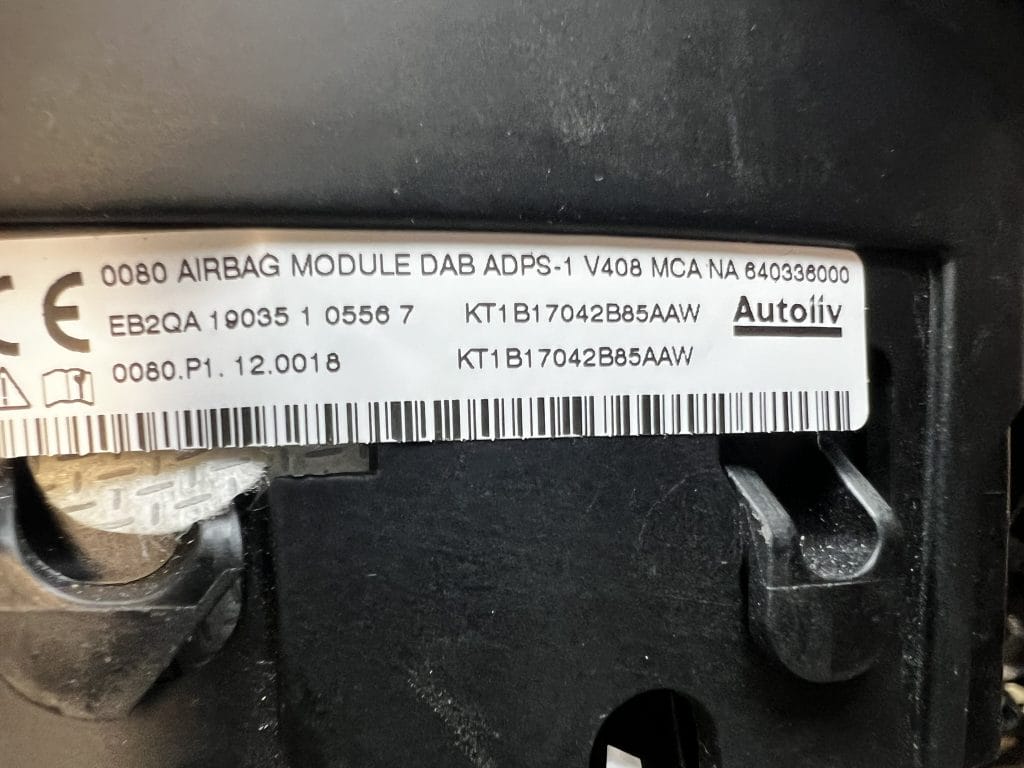 CE 0080 AIRBAG MODULE DAB ADPS-1 V408 MCA NA 640336000
EB2QA 19035 1 0556 7 KT1B17042B85AAW Autoliv
0080.P1. 12.0018 KT1B17042B85AAW